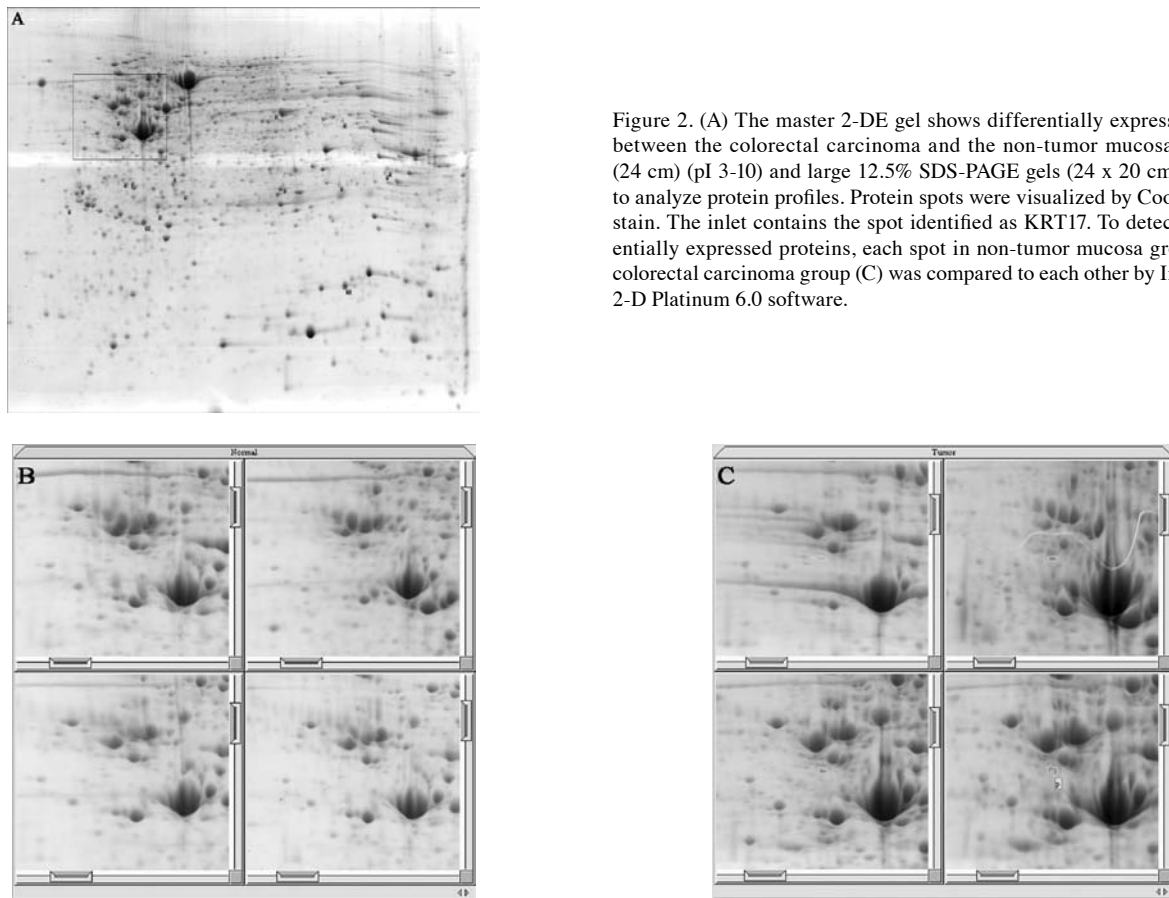 A
Figure 2. (A) The master 2-DE gel shows differentially express
between the colorectal carcinoma and the non-tumor mucosa
(24 cm) (pI 3-10) and large 12.5% SDS-PAGE gels (24 x 20 cm
to analyze protein profiles. Protein spots were visualized by Coo
stain. The inlet contains the spot identified as KRT17. To detec
entially expressed proteins, each spot in non-tumor mucosa gr
colorectal carcinoma group (C) was compared to each other by I
2-D Platinum 6.0 software.
Normal
B
Tumor
C